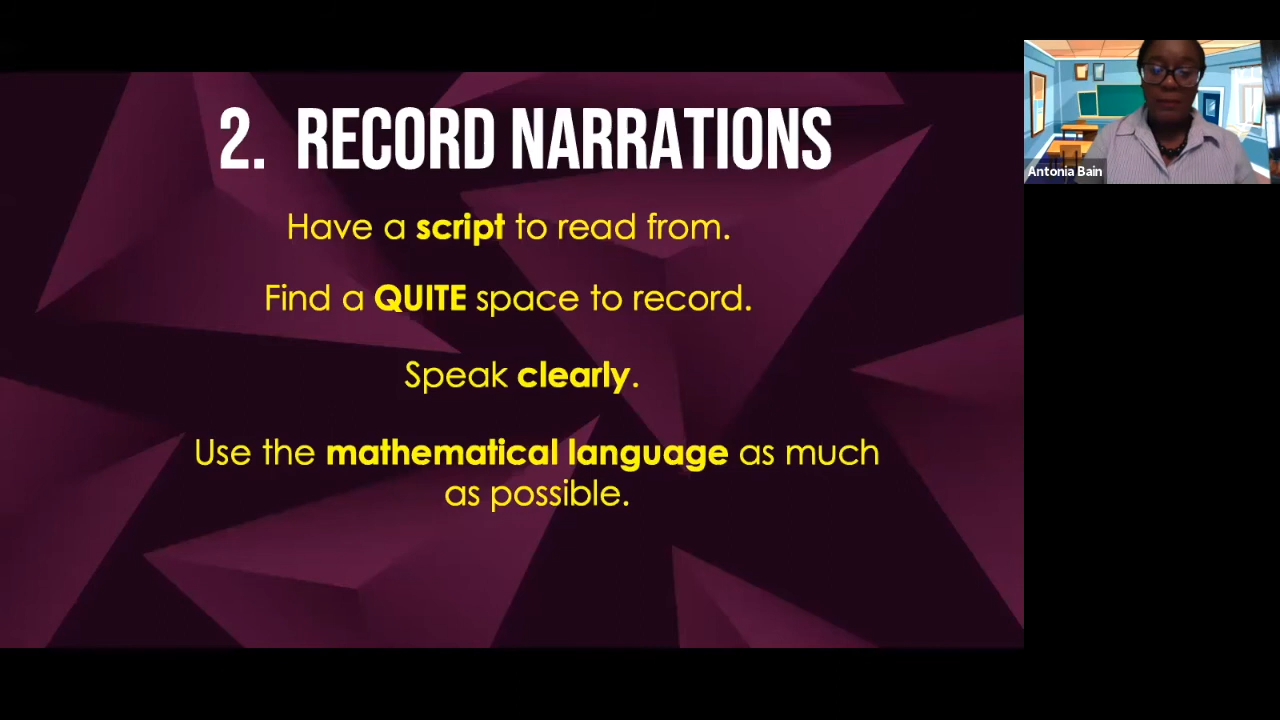 2. RECORD NARRATIONS
Have a script to read from.
Find a QUITE space to record.
Speak clearly.
Use the mathematical language as much
as possible.
Antonia Bain